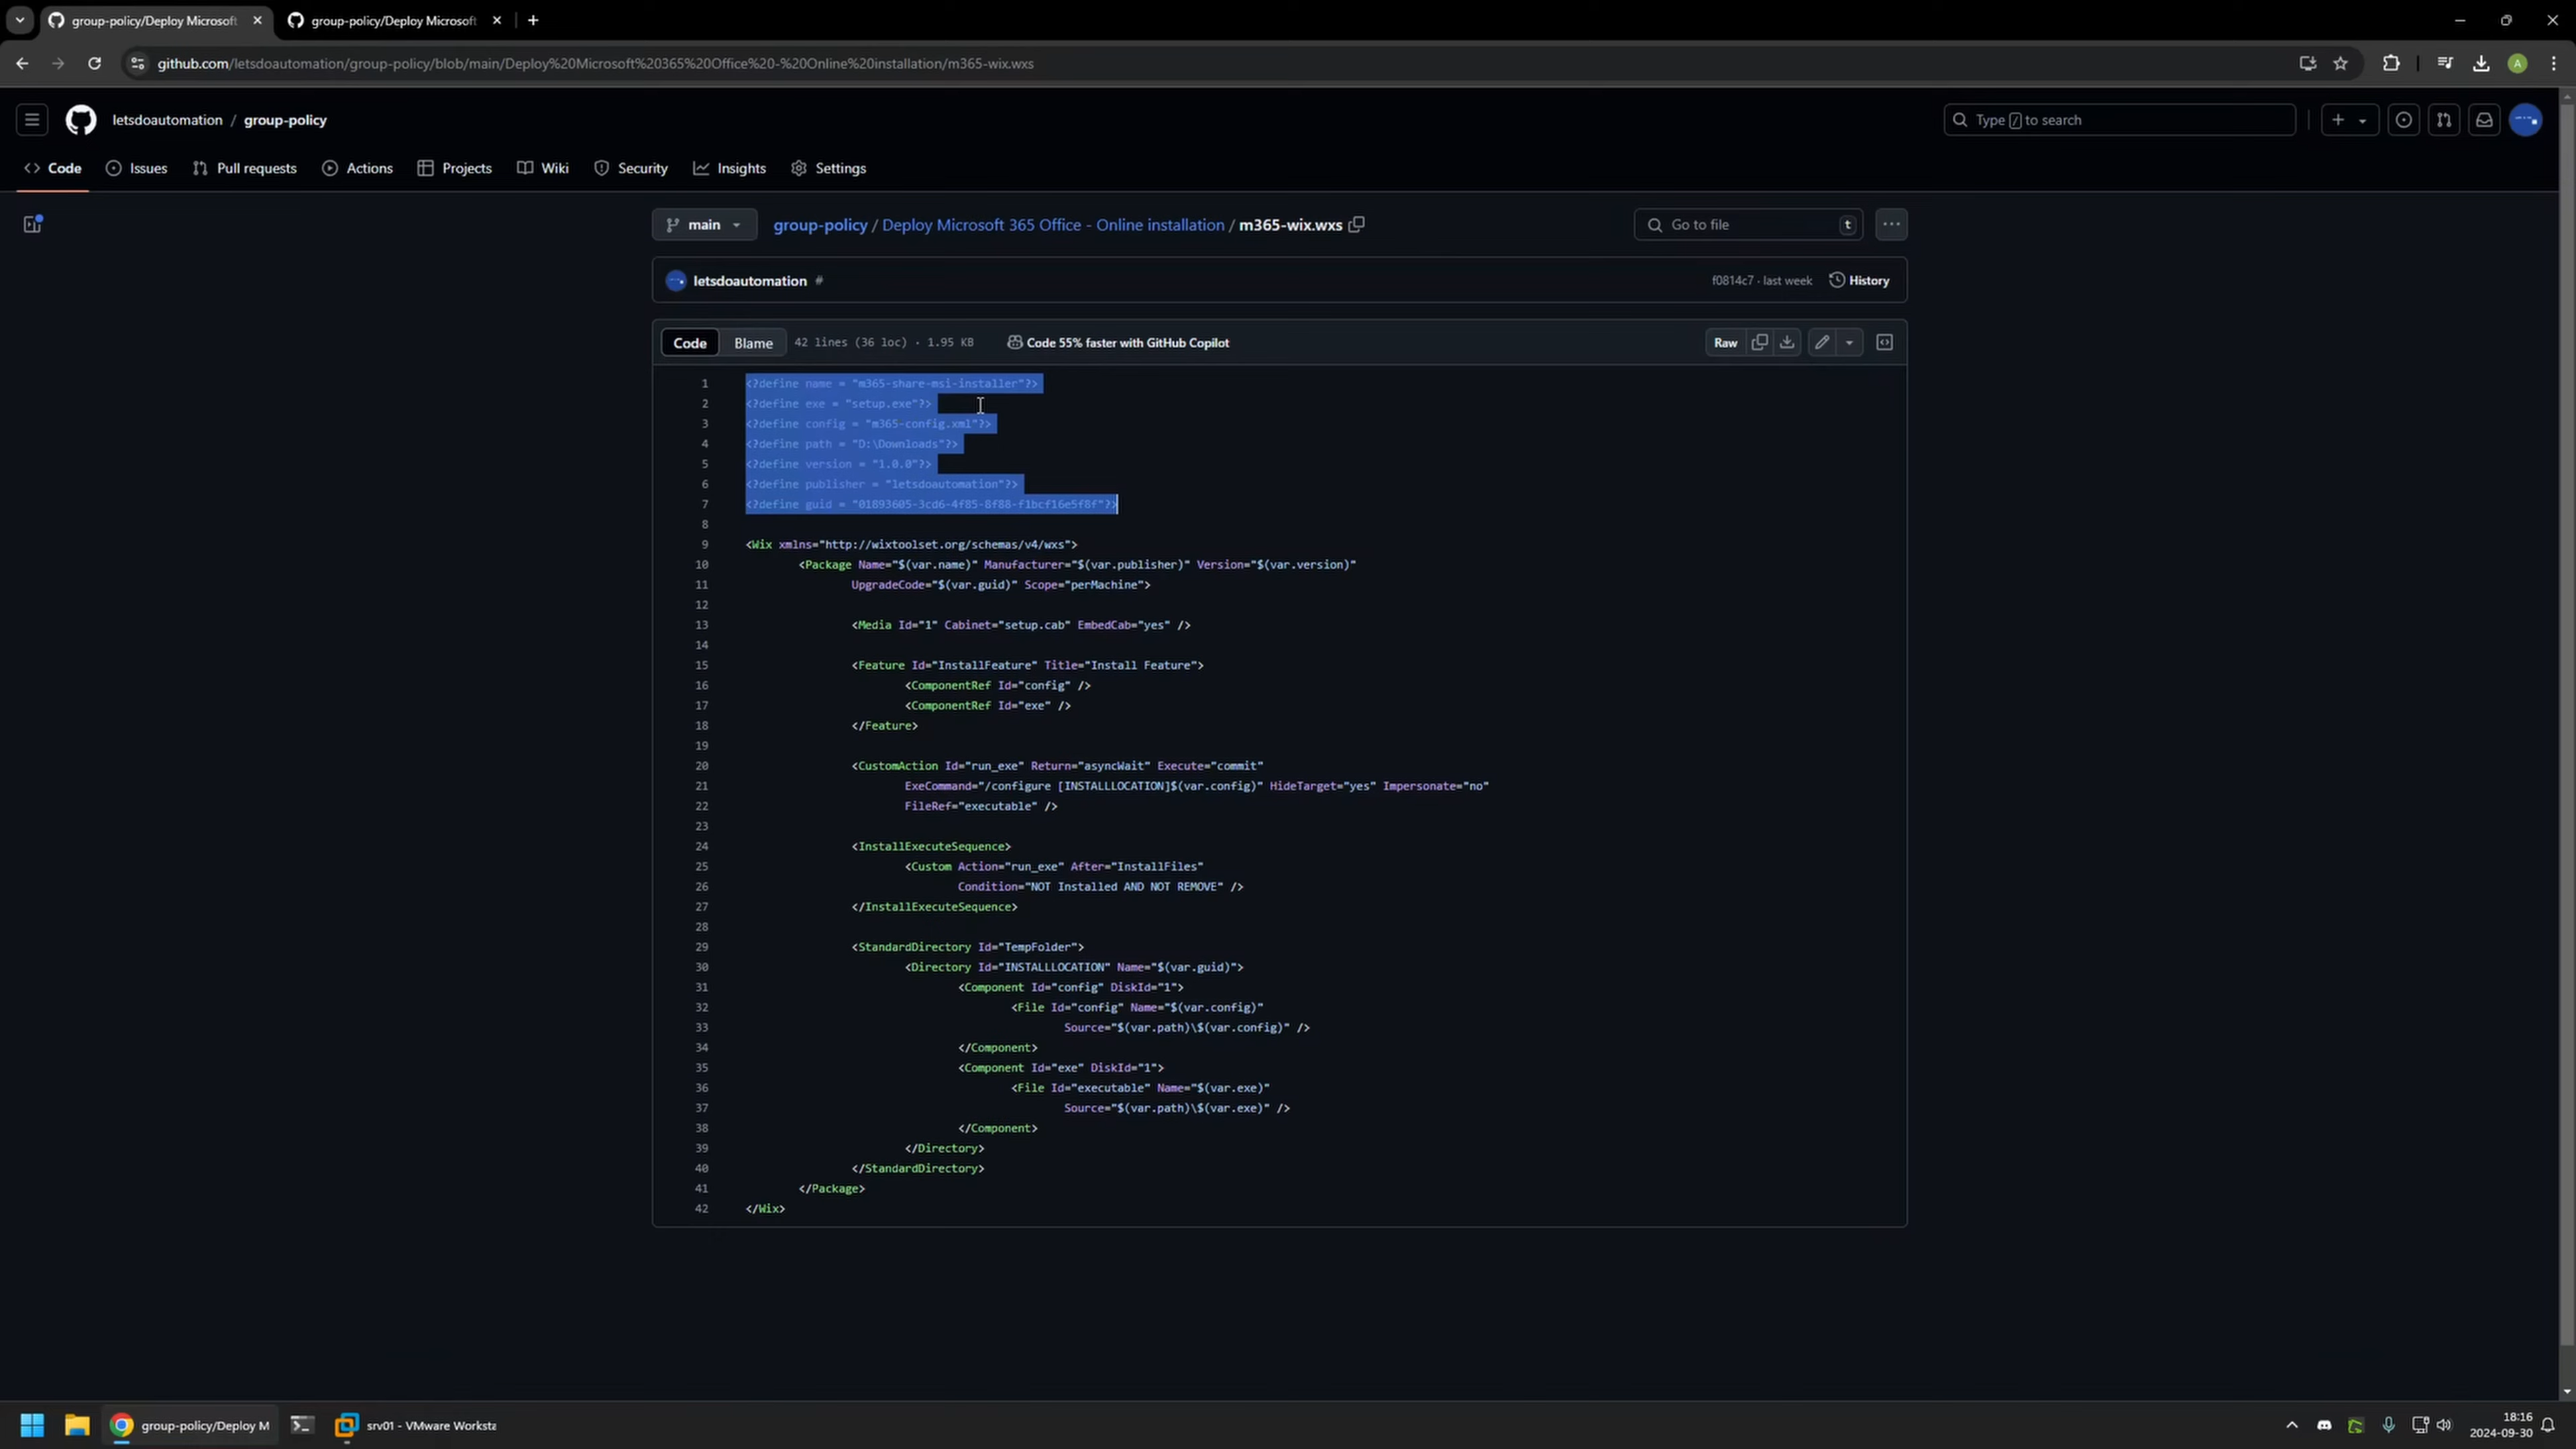 group-policy/Deploy Microsoft
group-policy/Deploy Microsoft
github.com/letsdoautomation/group-policy/blob/main/Deploy%20Microsoft%20365%20Office%20-%20Online%20installation/m365-wix.wxs
A
letsdoautomation / group-policy
Type / to search
Code Issues Pull requests Actions Projects Wiki Security Insights Settings
main group-policy / Deploy Microsoft 365 Office - Online installation / m365-wix.wxs
Go to file t
letsdoautomation #
f0814c7 · last week History
Code Blame 42 lines (36 loc) · 1.95 KB Code 55% faster with GitHub Copilot
Raw
1 <?define name = "m365-share-msi-installer"?>
2 <?define exe = "setup.exe"?>
3 <?define config = "m365-config.xml"?>
4 <?define path = "D:\Downloads"?>
5 <?define version = "1.0.0"?>
6 <?define publisher = "letsdoautomation"?>
7 <?define guid = "01893605-3cd6-4f85-8f88-f1bcf16e5f8f"?>
8
9 <Wix xmlns="http://wixtoolset.org/schemas/v4/wxs">
10 <Package Name="$(var.name)" Manufacturer="$(var.publisher)" Version="$(var.version)"
11 UpgradeCode="$(var.guid)" Scope="perMachine">
12
13 <Media Id="1" Cabinet="setup.cab" EmbedCab="yes" />
14
15 <Feature Id="InstallFeature" Title="Install Feature">
16 <ComponentRef Id="config" />
17 <ComponentRef Id="exe" />
18 </Feature>
19
20 <CustomAction Id="run_exe" Return="asyncWait" Execute="commit"
21 ExeCommand="/configure [INSTALLLOCATION]$(var.config)" HideTarget="yes" Impersonate="no"
22 FileRef="executable" />
23
24 <InstallExecuteSequence>
25 <Custom Action="run_exe" After="InstallFiles"
26 Condition="NOT Installed AND NOT REMOVE" />
27 </InstallExecuteSequence>
28
29 <StandardDirectory Id="TempFolder">
30 <Directory Id="INSTALLLOCATION" Name="$(var.guid)">
31 <Component Id="config" DiskId="1">
32 <File Id="config" Name="$(var.config)"
33 Source="$(var.path)\$(var.config)" />
34 </Component>
35 <Component Id="exe" DiskId="1">
36 <File Id="executable" Name="$(var.exe)"
37 Source="$(var.path)\$(var.exe)" />
38 </Component>
39 </Directory>
40 </StandardDirectory>
41 </Package>
42 </Wix>
group-policy/Deploy M
srv01 - VMware Worksta
18:16
2024-09-30